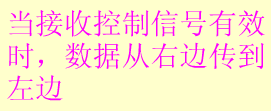 当接收控制信号有效
时，数据从右边传到
左边